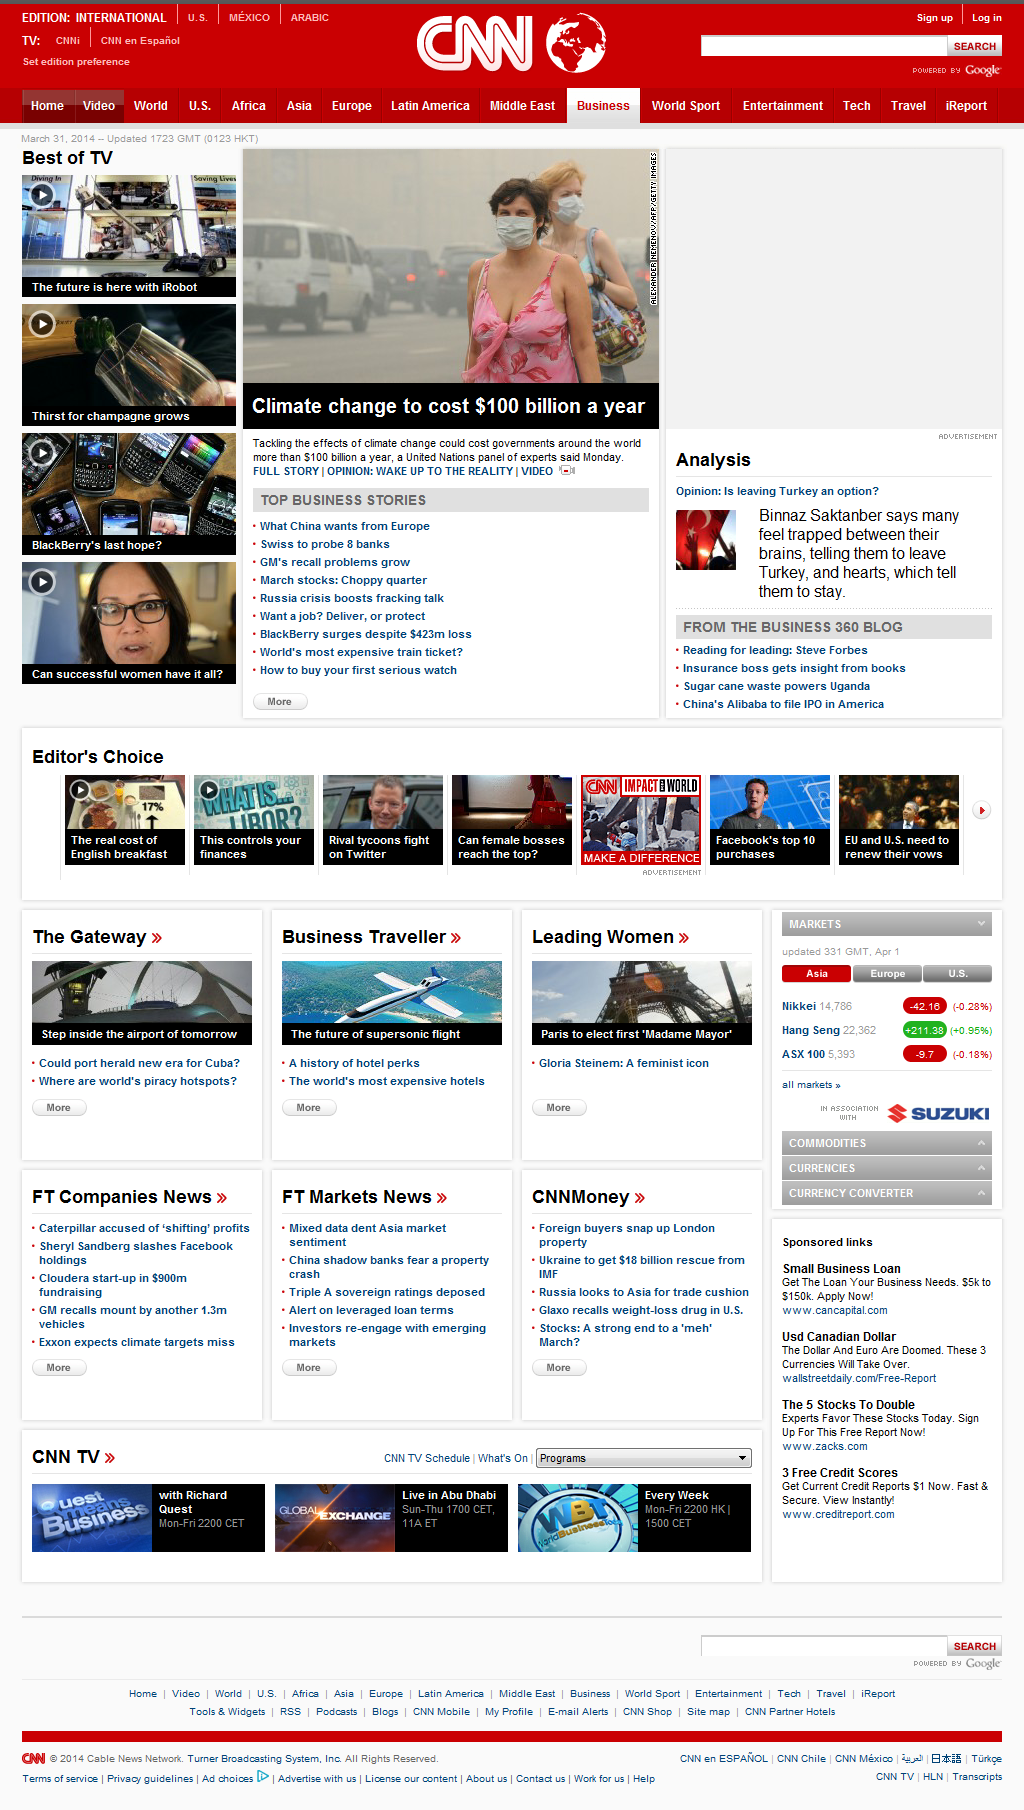 EDITION: INTERNATIONAL U.S. MÉXICO ARABIC
TV: CNNi CNN en Español
Set edition preference
CNN
Sign up Log in
SEARCH
POWERED BY Google
Home Video World U.S. Africa Asia Europe Latin America Middle East Business World Sport Entertainment Tech Travel iReport
March 31, 2014 -- Updated 1723 GMT (0123 HKT)
Best of TV
Diving In Saving Lives
The future is here with iRobot
Thirst for champagne grows
BlackBerry's last hope?
Can successful women have it all?
ALEXANDER NEMENOV/AFP/GETTY IMAGES
Climate change to cost $100 billion a year
Tackling the effects of climate change could cost governments around the world
more than $100 billion a year, a United Nations panel of experts said Monday.
FULL STORY | OPINION: WAKE UP TO THE REALITY | VIDEO
TOP BUSINESS STORIES
What China wants from Europe
Swiss to probe 8 banks
GM's recall problems grow
March stocks: Choppy quarter
Russia crisis boosts fracking talk
Want a job? Deliver, or protect
BlackBerry surges despite $423m loss
World's most expensive train ticket?
How to buy your first serious watch
More
ADVERTISEMENT
Analysis
Opinion: Is leaving Turkey an option?
Binnaz Saktanber says many
feel trapped between their
brains, telling them to leave
Turkey, and hearts, which tell
them to stay.
FROM THE BUSINESS 360 BLOG
Reading for leading: Steve Forbes
Insurance boss gets insight from books
Sugar cane waste powers Uganda
China's Alibaba to file IPO in America
Editor's Choice
17%
The real cost of
English breakfast
WHAT IS...
LIBOR?
This controls your
finances
Rival tycoons fight
on Twitter
Can female bosses
reach the top?
CNN IMPACT YOUR WORLD
MAKE A DIFFERENCE
ADVERTISEMENT
Facebook's top 10
purchases
EU and U.S. need to
renew their vows
The Gateway
Step inside the airport of tomorrow
Could port herald new era for Cuba?
Where are world's piracy hotspots?
More
Business Traveller
The future of supersonic flight
A history of hotel perks
The world's most expensive hotels
More
Leading Women
Paris to elect first 'Madame Mayor'
Gloria Steinem: A feminist icon
More
MARKETS
updated 331 GMT, Apr 1
Asia Europe U.S.
Nikkei 14,786 -42.16 (-0.28%)
Hang Seng 22,362 +211.38 (+0.95%)
ASX 100 5,393 -9.7 (-0.18%)
all markets »
IN ASSOCIATION
WITH
SUZUKI
COMMODITIES
CURRENCIES
CURRENCY CONVERTER
FT Companies News
Caterpillar accused of ‘shifting’ profits
Sheryl Sandberg slashes Facebook
holdings
Cloudera start-up in $900m
fundraising
GM recalls mount by another 1.3m
vehicles
Exxon expects climate targets miss
More
FT Markets News
Mixed data dent Asia market
sentiment
China shadow banks fear a property
crash
Triple A sovereign ratings deposed
Alert on leveraged loan terms
Investors re-engage with emerging
markets
More
CNNMoney
Foreign buyers snap up London
property
Ukraine to get $18 billion rescue from
IMF
Russia looks to Asia for trade cushion
Glaxo recalls weight-loss drug in U.S.
Stocks: A strong end to a 'meh'
March?
More
Sponsored links
Small Business Loan
Get The Loan Your Business Needs. $5k to
$150k. Apply Now!
www.cancapital.com
Usd Canadian Dollar
The Dollar And Euro Are Doomed. These 3
Currencies Will Take Over.
wallstreetdaily.com/Free-Report
The 5 Stocks To Double
Experts Favor These Stocks Today. Sign
Up For This Free Report Now!
www.zacks.com
3 Free Credit Scores
Get Current Credit Reports $1 Now. Fast &
Secure. View Instantly!
www.creditreport.com
CNN TV
CNN TV Schedule | What's On | Programs
Quest Means Business
with Richard
Quest
Mon-Fri 2200 CET
GLOBAL EXCHANGE
Live in Abu Dhabi
Sun-Thu 1700 CET,
11A ET
WBT
World Business Today
Every Week
Mon-Fri 2200 HK |
1500 CET
SEARCH
POWERED BY Google
Home | Video | World | U.S. | Africa | Asia | Europe | Latin America | Middle East | Business | World Sport | Entertainment | Tech | Travel | iReport
Tools & Widgets | RSS | Podcasts | Blogs | CNN Mobile | My Profile | E-mail Alerts | CNN Shop | Site map | CNN Partner Hotels
CNN © 2014 Cable News Network. Turner Broadcasting System, Inc. All Rights Reserved.
Terms of service | Privacy guidelines | Ad choices | Advertise with us | License our content | About us | Contact us | Work for us | Help
CNN en ESPAÑOL | CNN Chile | CNN México | العربية | 日本語 | Türkçe
CNN TV | HLN | Transcripts